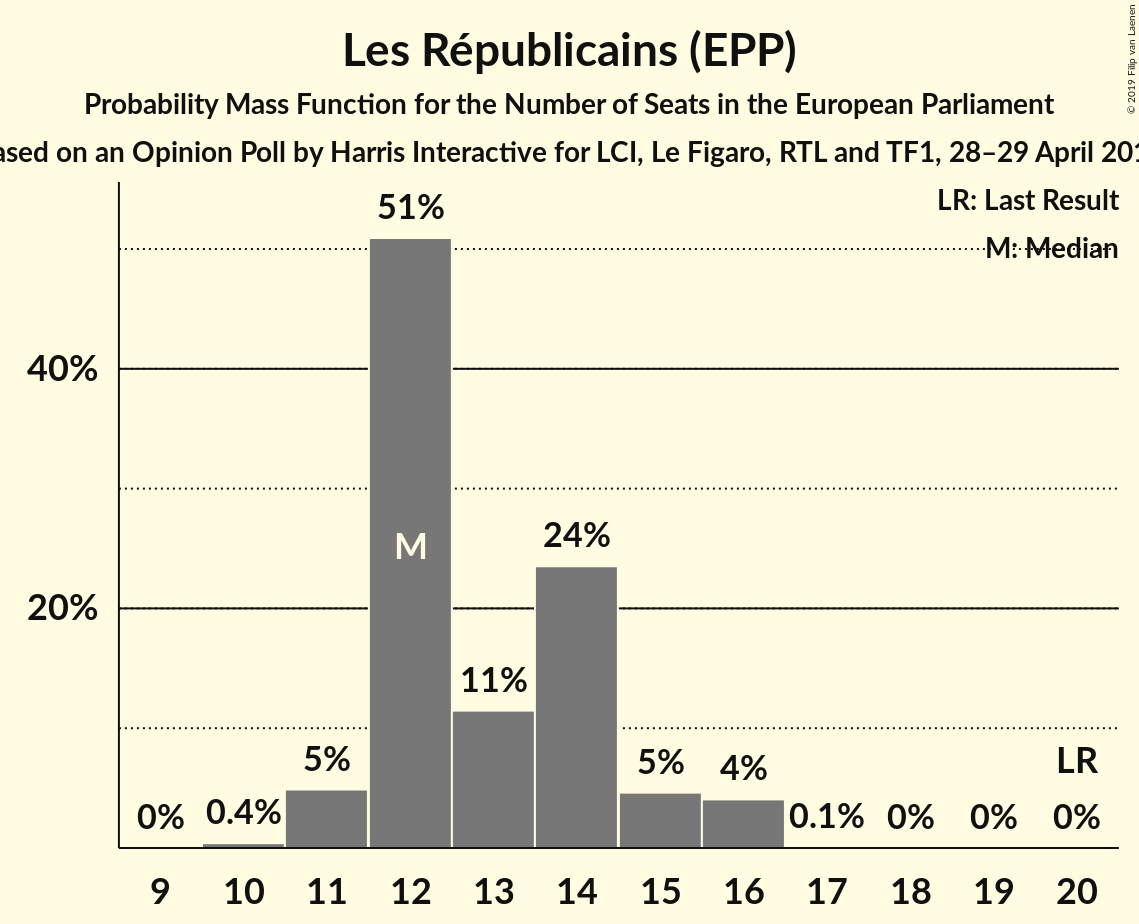 Les Républicains (EPP)
Probability Mass Function for the Number of Seats in the European Parliament
on an Opinion Poll by Harris Interactive for LCI, Le Figaro, RTL and TF1, 28–29 April
© 2019 Filip van Laenen
LR: Last Result
M: Median
51%
40%
M
24%
20%
11%
5%
5%
4%
LR
0%
0.4%
0.1%
0%
0%
0%
9 10 11 12 13 14 15 16 17 18 19 20